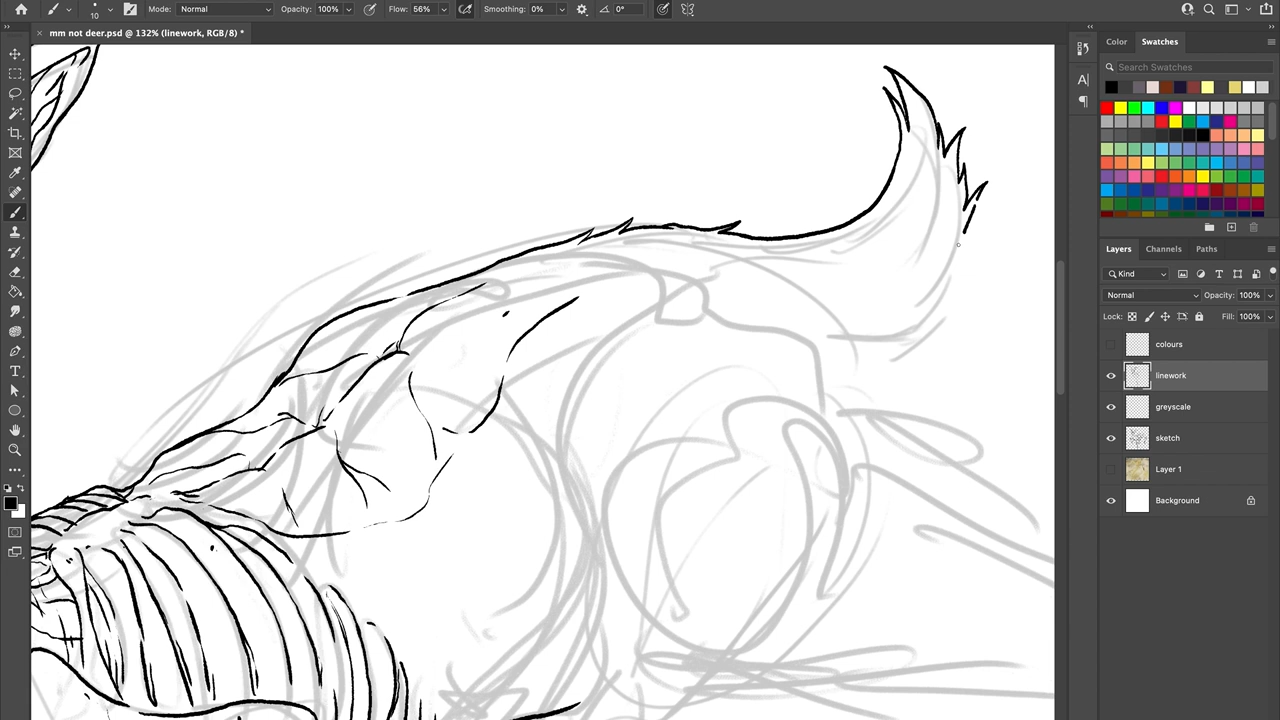 10 Mode: Normal Opacity: 100% Flow: 56% Smoothing: 0% 0°
mm not deer.psd @ 132% (linework, RGB/8) *
Color Swatches
Search Swatches
Layers Channels Paths
Kind
Normal Opacity: 100%
Lock: Fill: 100%
colours
linework
greyscale
sketch
Layer 1
Background